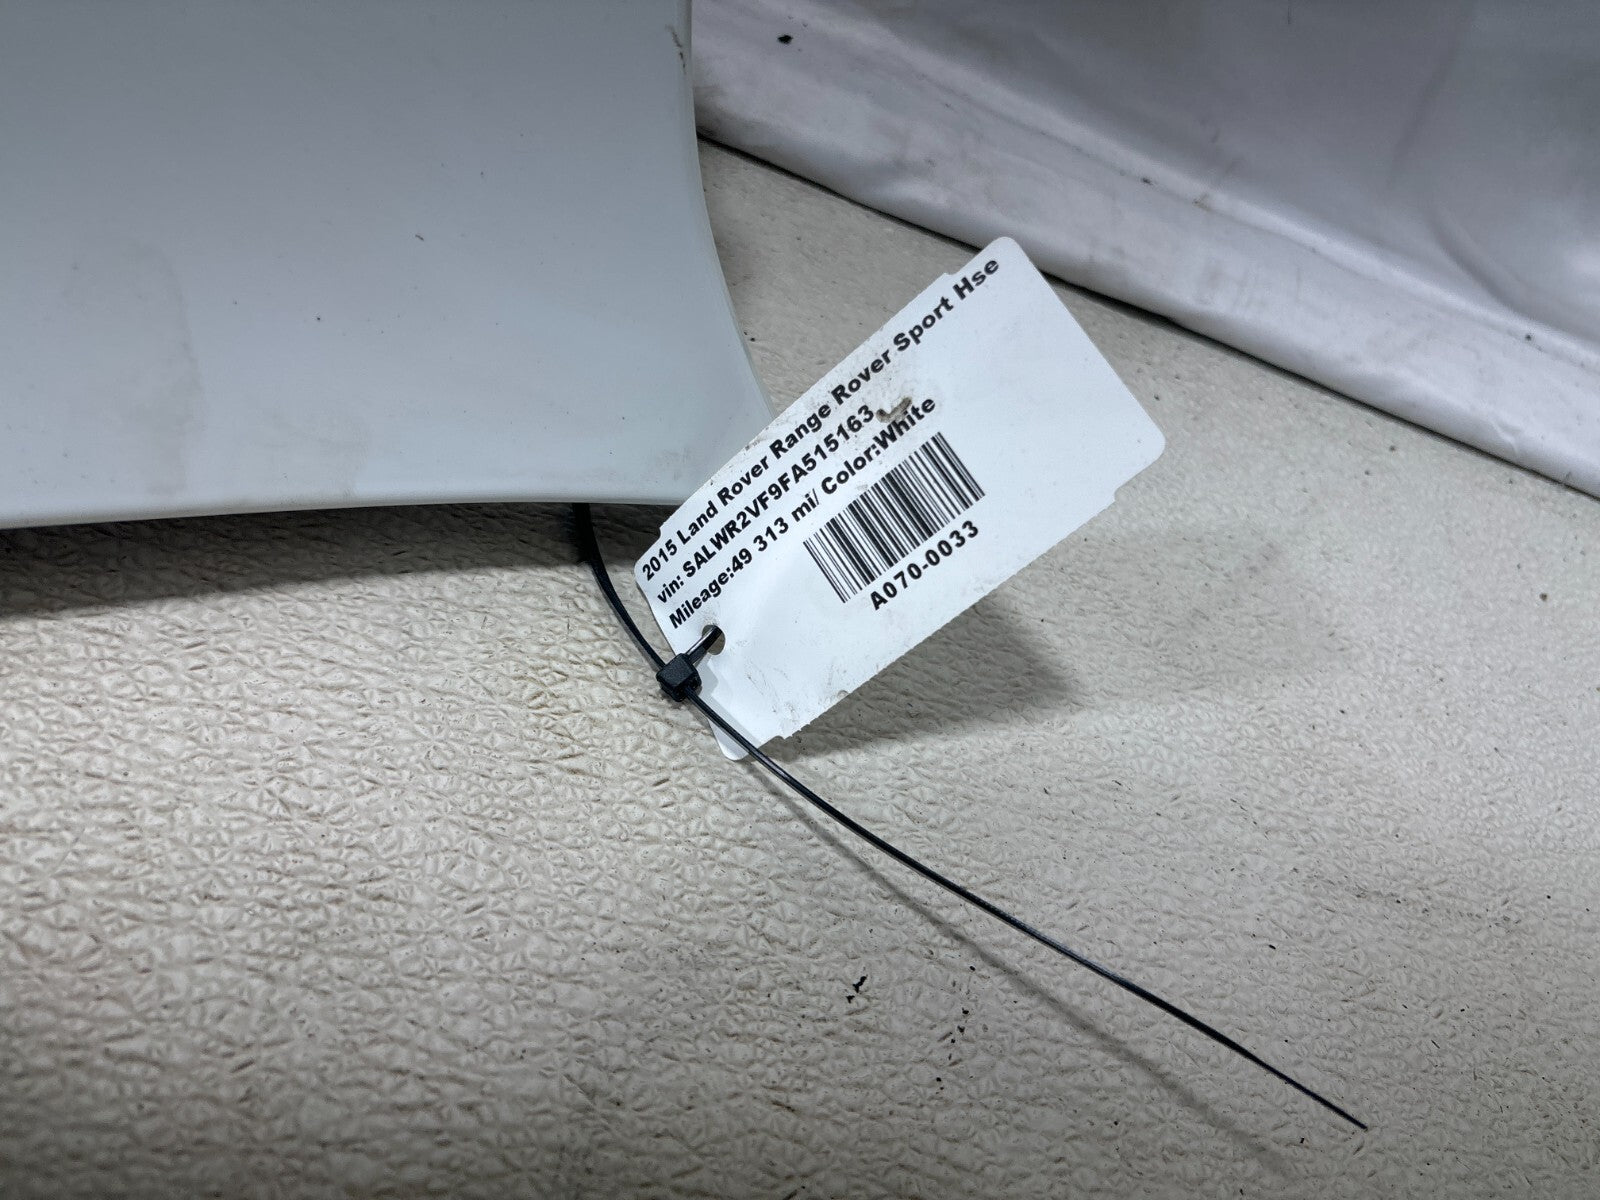 2015 Land Rover Range Rover Sport Hse
vin: SALWR2VF9FA515163
Mileage:49 313 mi/ Color:White
A070-0033